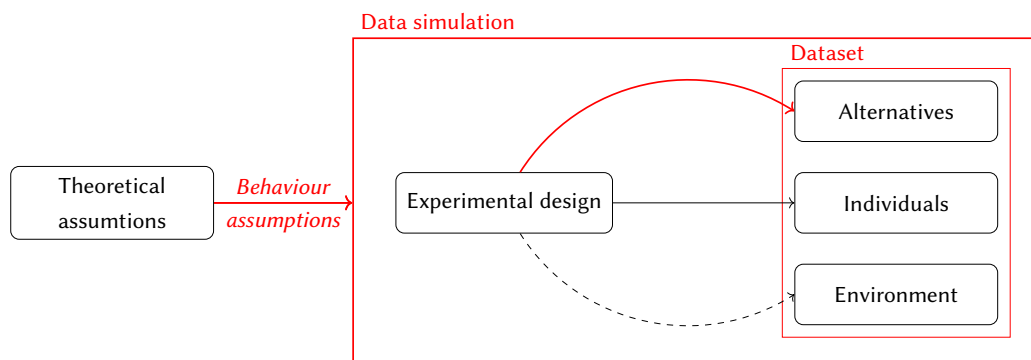 Data simulation
Dataset
Alternatives
Theoretical
assumtions
Behaviour
assumptions
Experimental design
Individuals
Environment